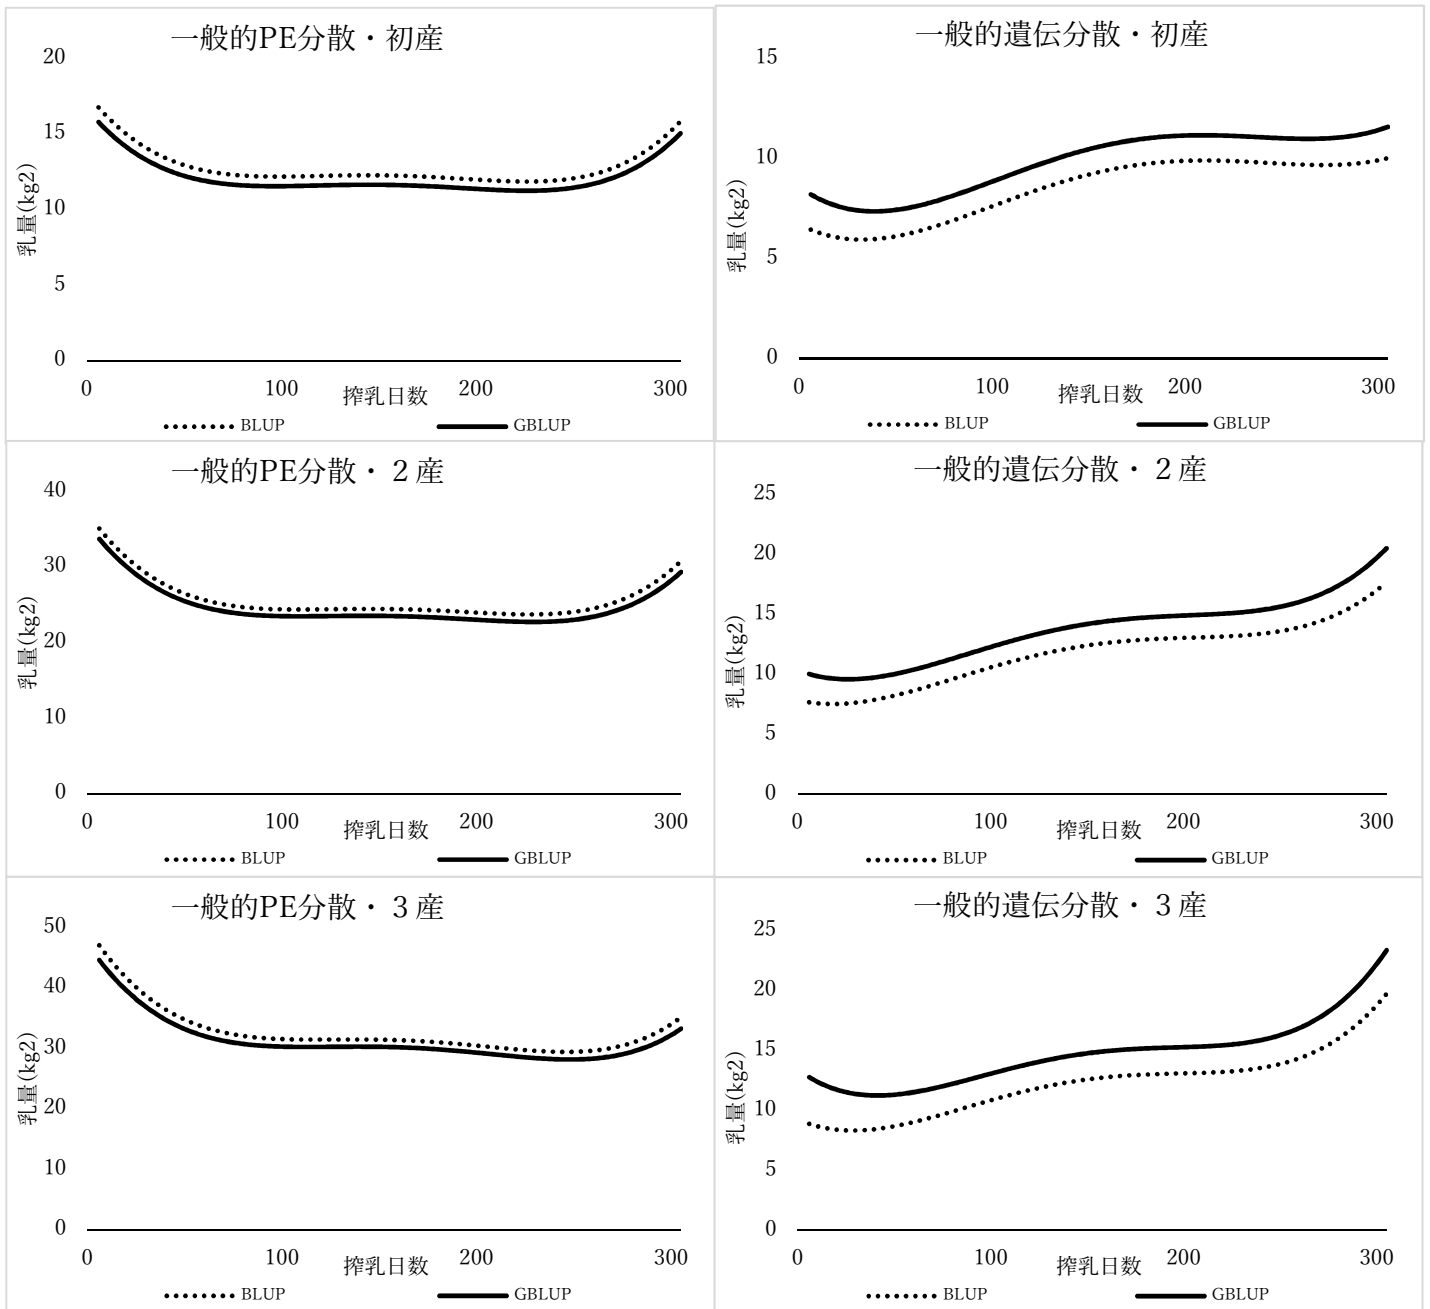 一般的PE分散・初産
20
15
10
5
0
乳量(kg2)
0 100 200 300
搾乳日数
BLUP GBLUP
一般的遺伝分散・初産
15
10
5
0
乳量(kg2)
0 100 200 300
搾乳日数
BLUP GBLUP
一般的PE分散・２産
40
30
20
10
0
乳量(kg2)
0 100 200 300
搾乳日数
BLUP GBLUP
一般的遺伝分散・２産
25
20
15
10
5
0
乳量(kg2)
0 100 200 300
搾乳日数
BLUP GBLUP
一般的PE分散・３産
50
40
30
20
10
0
乳量(kg2)
0 100 200 300
搾乳日数
BLUP GBLUP
一般的遺伝分散・３産
25
20
15
10
5
0
乳量(kg2)
0 100 200 300
搾乳日数
BLUP GBLUP